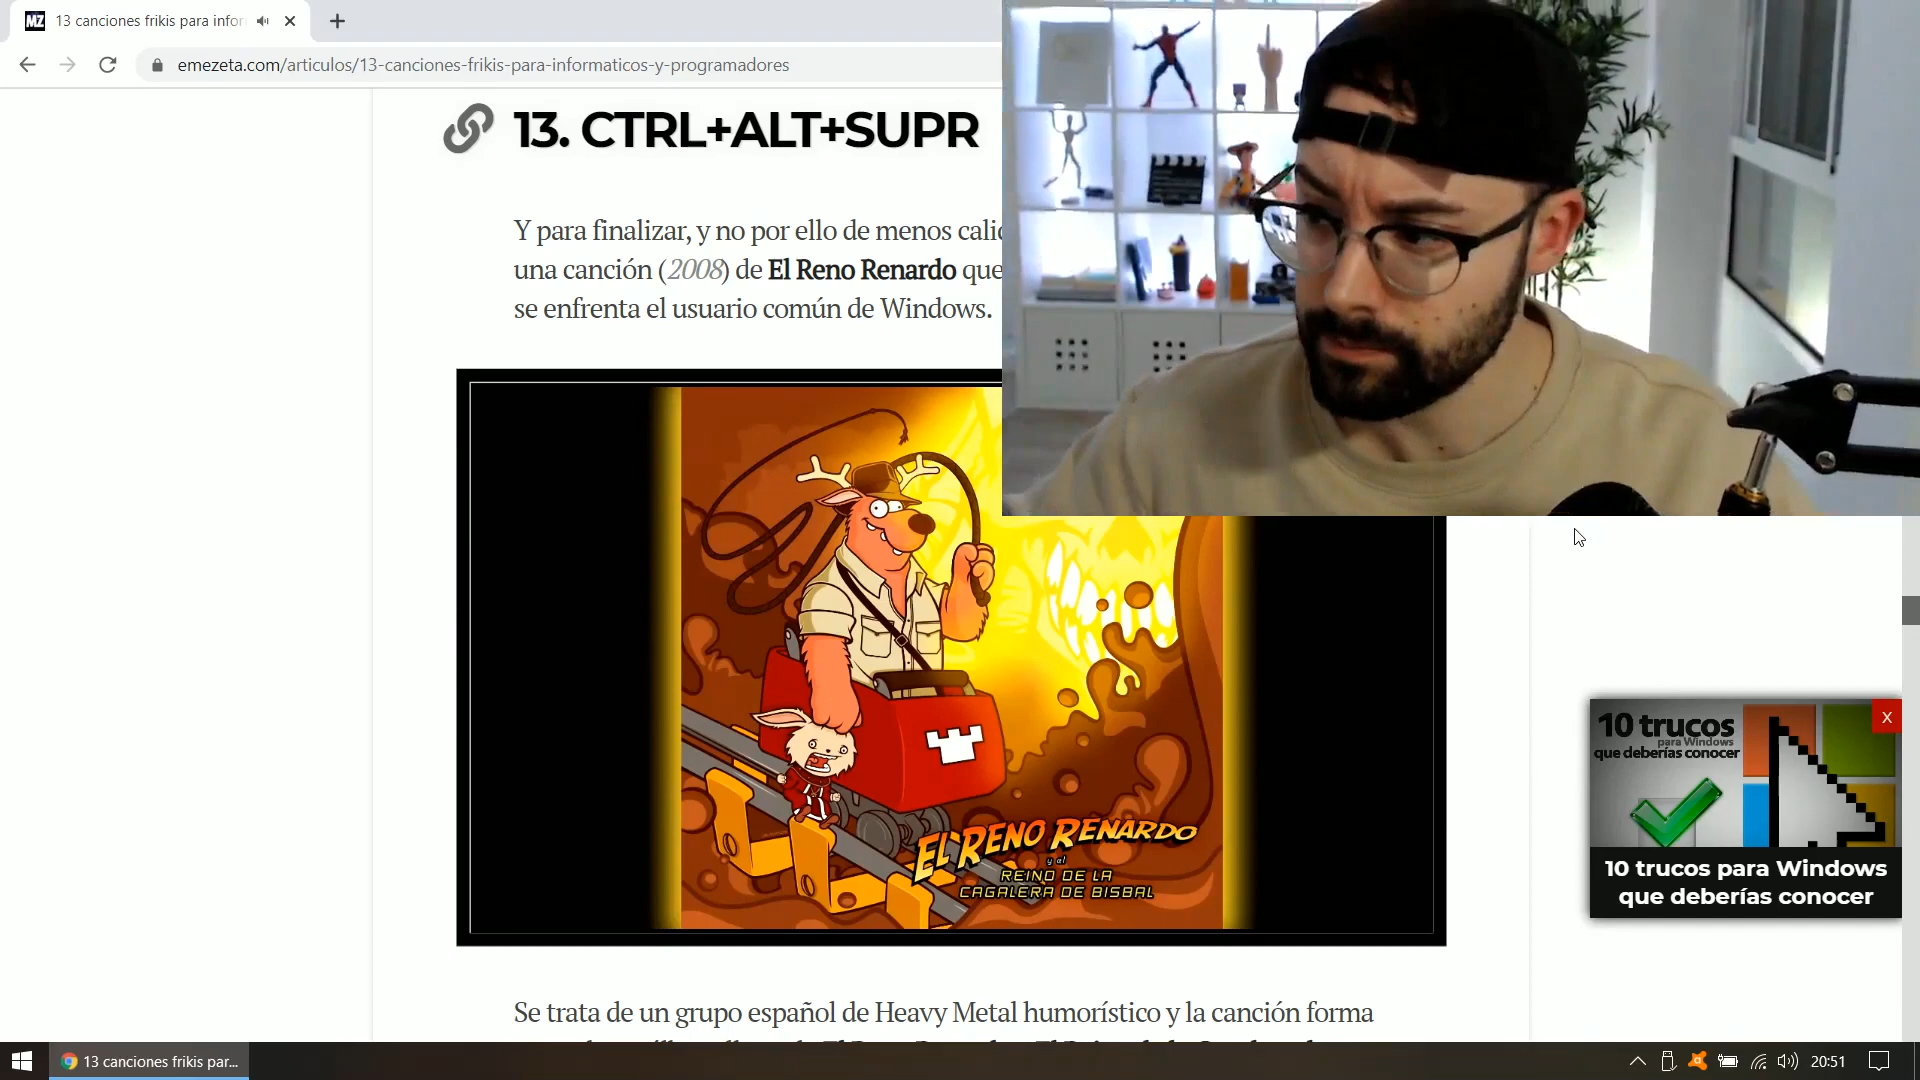 MZ 13 canciones frikis para infor
emezeta.com/articulos/13-canciones-frikis-para-informaticos-y-programadores
13. CTRL+ALT+SUPR
Y para finalizar, y no por ello de menos
una canción (2008) de El Reno Renardo que
se enfrenta el usuario común de Windows.
EL RENO RENARDO
y el
REINO DE LA
CAGALERA DE BISBAL
10 trucos
para Windows
que deberías conocer
X
10 trucos para Windows
que deberías conocer
Se trata de un grupo español de Heavy Metal humorístico y la canción forma
13 canciones frikis par...
20:51